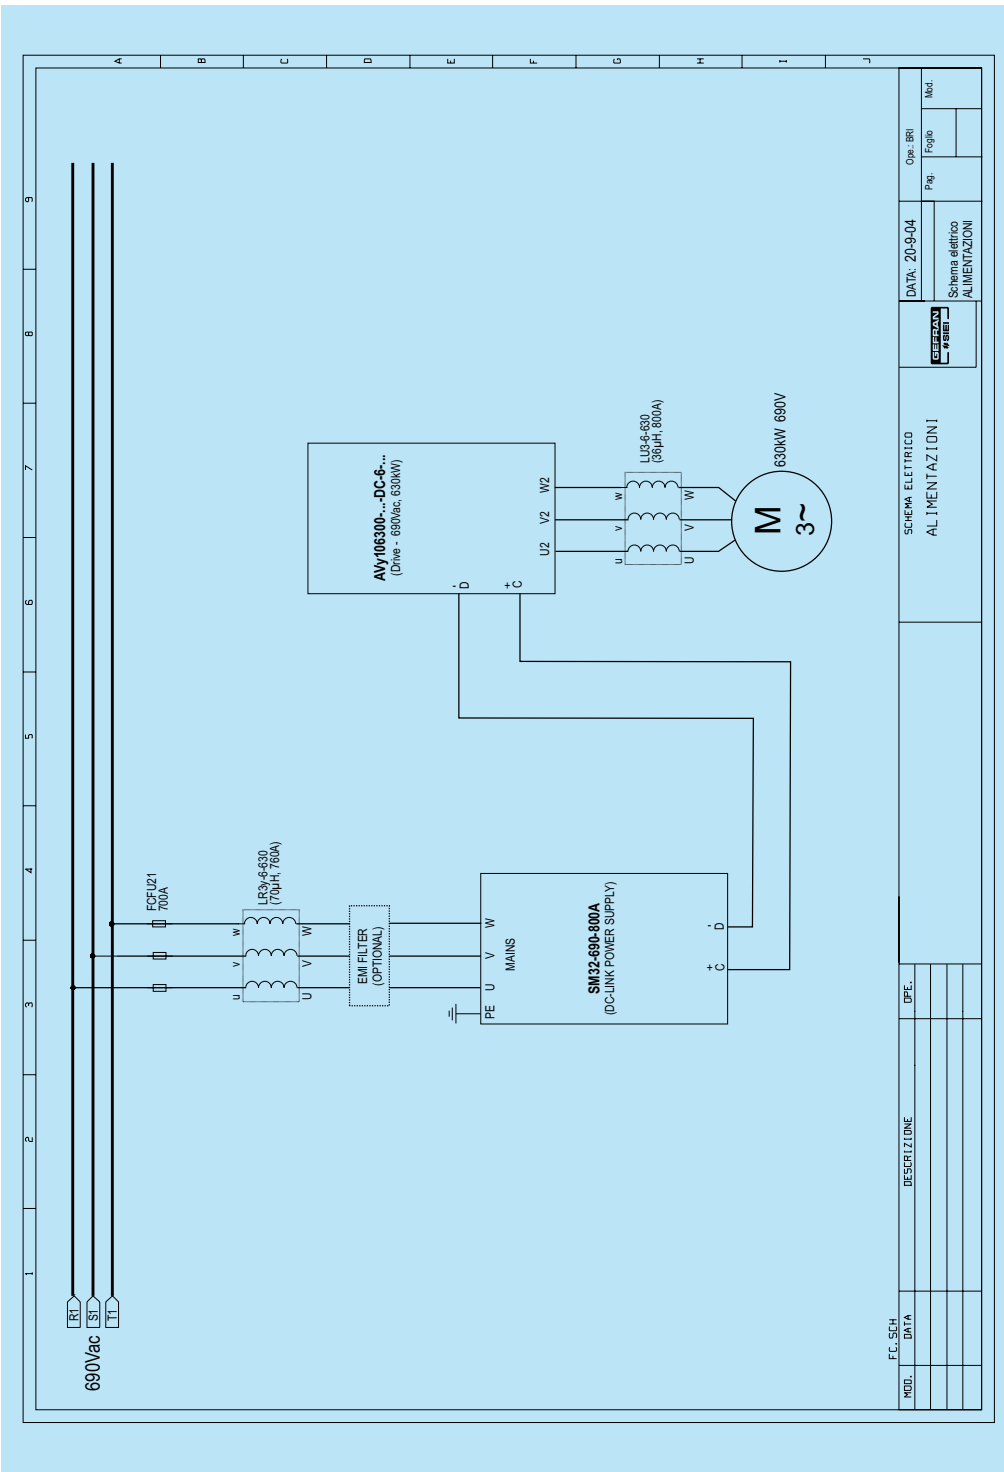 1 2 3 4 5 6 7 8 9
A
B
C
D
E
F
G
H
I
J
690Vac
R1
S1
T1
FCFU21
700A
LR3y-6-630
(70µH, 760A)
u v w
U V W
EMI FILTER
(OPTIONAL)
PE U V W
MAINS
SM32-690-800A
(DC-LINK POWER SUPPLY)
+ -
C D
AVy106300-...-DC-6-...
(Drive - 690Vac, 630kW)
-
D
+
C
U2 V2 W2
LU3-6-630
(36µH, 800A)
u v w
U V W
M
3~
630kW 690V
FC.SCH
MOD. DATA DESCRIZIONE OPE.
SCHEMA ELETTRICO
ALIMENTAZIONI
GEFRAN
SIEI
DATA: 20-9-04
Ope.: BRI
Schema elettrico
ALIMENTAZIONI
Pag. Foglio Mod.